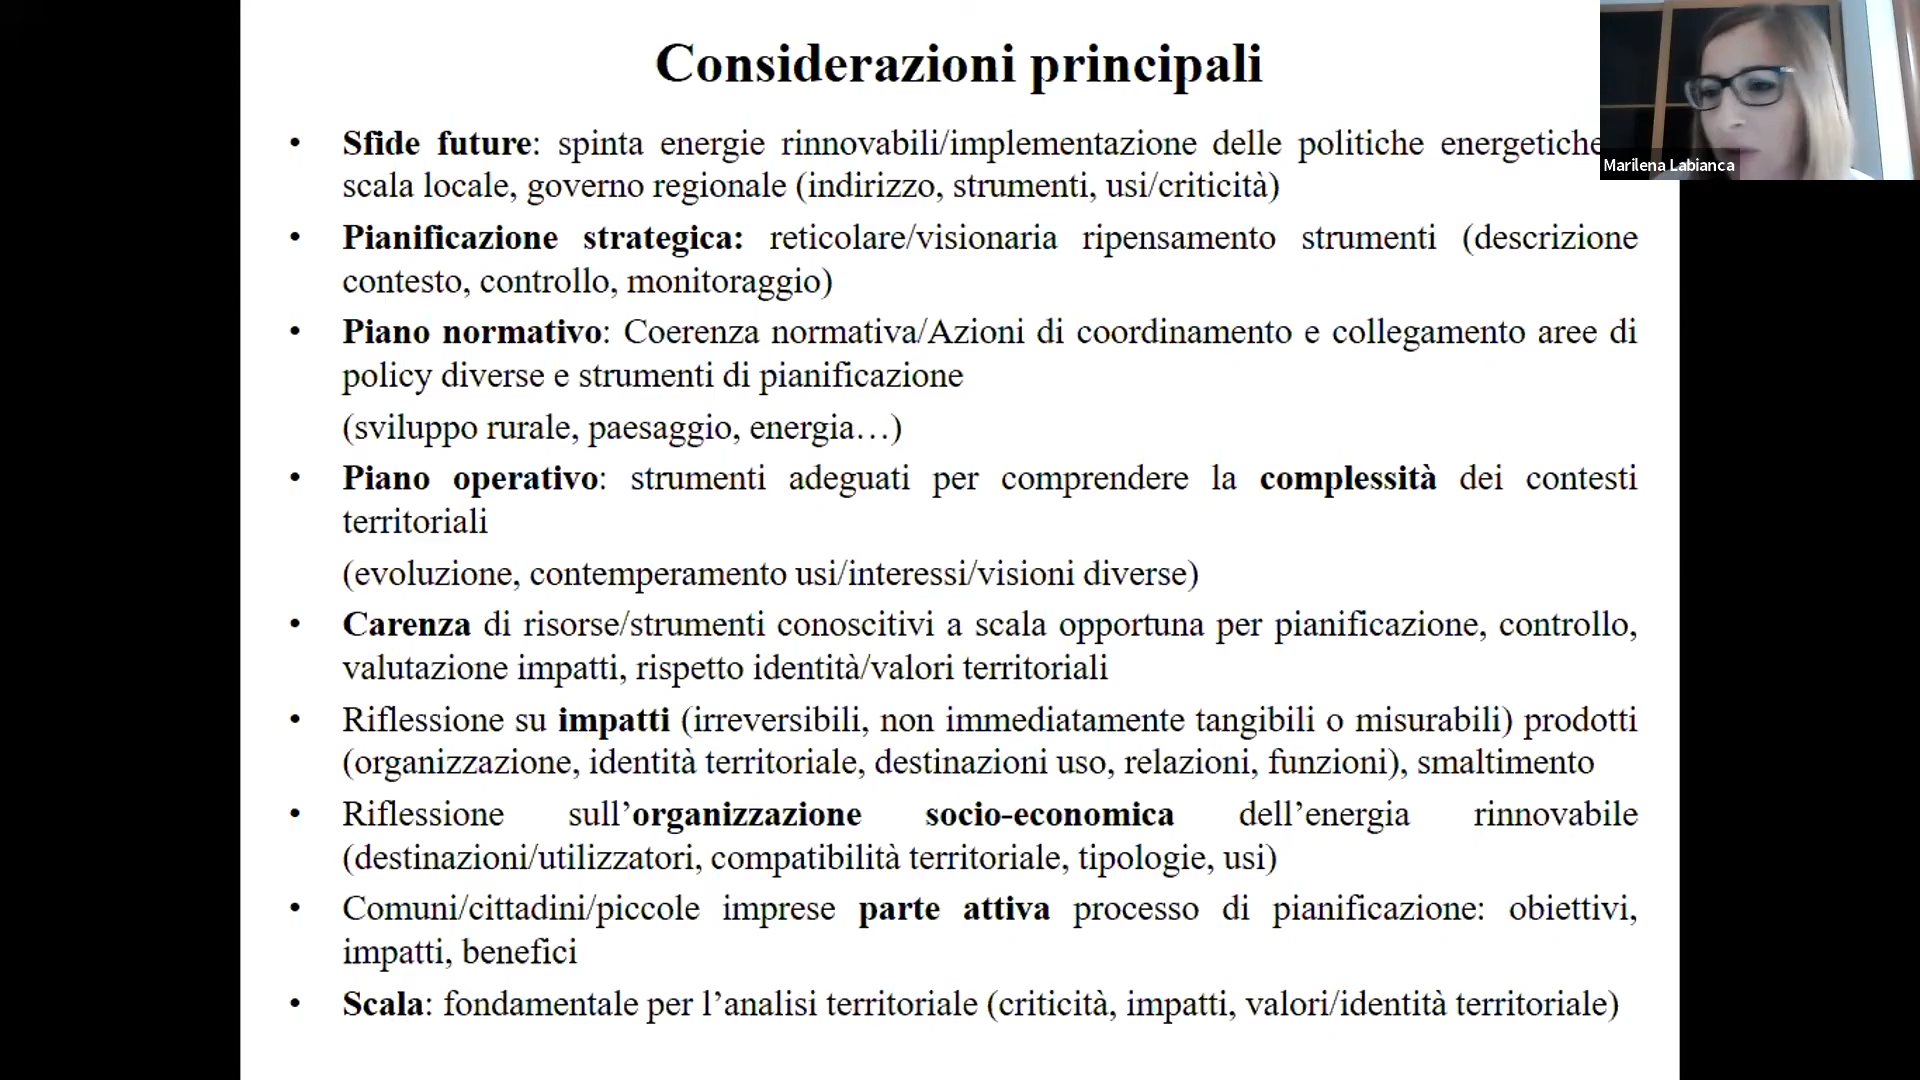 Considerazioni principali
• Sfide future: spinta energie rinnovabili/implementazione delle politiche energetiche
scala locale, governo regionale (indirizzo, strumenti, usi/criticità)
• Pianificazione strategica: reticolare/visionaria ripensamento strumenti (descrizione
contesto, controllo, monitoraggio)
• Piano normativo: Coerenza normativa/Azioni di coordinamento e collegamento aree di
policy diverse e strumenti di pianificazione
(sviluppo rurale, paesaggio, energia…)
• Piano operativo: strumenti adeguati per comprendere la complessità dei contesti
territoriali
(evoluzione, contemperamento usi/interessi/visioni diverse)
• Carenza di risorse/strumenti conoscitivi a scala opportuna per pianificazione, controllo,
valutazione impatti, rispetto identità/valori territoriali
• Riflessione su impatti (irreversibili, non immediatamente tangibili o misurabili) prodotti
(organizzazione, identità territoriale, destinazioni uso, relazioni, funzioni), smaltimento
• Riflessione sull’organizzazione socio-economica dell’energia rinnovabile
(destinazioni/utilizzatori, compatibilità territoriale, tipologie, usi)
• Comuni/cittadini/piccole imprese parte attiva processo di pianificazione: obiettivi,
impatti, benefici
• Scala: fondamentale per l’analisi territoriale (criticità, impatti, valori/identità territoriale)
Marilena Labianca